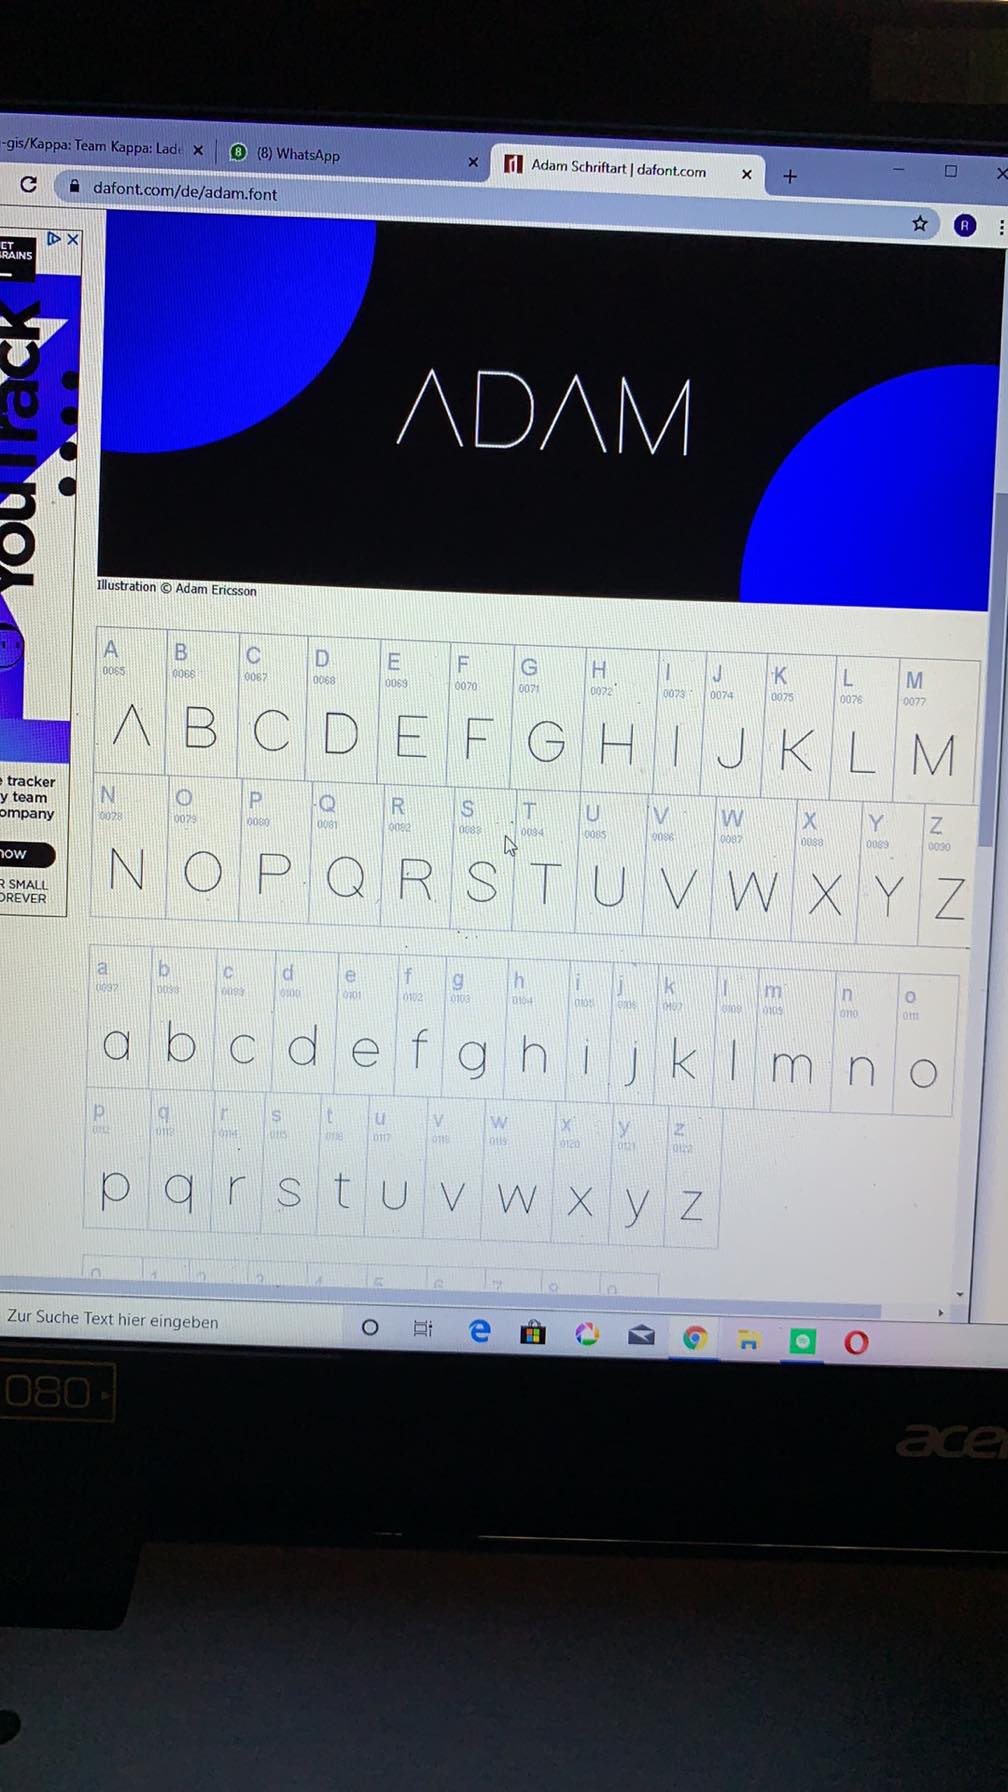 -gis/Kappa: Team Kappa: Lade
(8) WhatsApp
Adam Schriftart | dafont.com
dafont.com/de/adam.font
R
YouTrack
ADAM
Illustration © Adam Ericsson
A B C D E F G H I J K L M
0065 0066 0067 0068 0069 0070 0071 0072 0073 0074 0075 0076 0077
A B C D E F G H I J K L M
N O P Q R S T U V W X Y Z
0078 0079 0080 0081 0082 0083 0084 0085 0086 0087 0088 0089 0090
N O P Q R S T U V W X Y Z
tracker
y team
ompany
now
R SMALL
OREVER
a b c d e f g h i j k l m n o
0097 0098 0099 0100 0101 0102 0103 0104 0105 0106 0107 0108 0109 0110 0111
a b c d e f g h i j k l m n o
p q r s t u v w x y z
0112 0113 0114 0115 0116 0117 0118 0119 0120 0121 0122
p q r s t u v w x y z
Zur Suche Text hier eingeben
080
acer